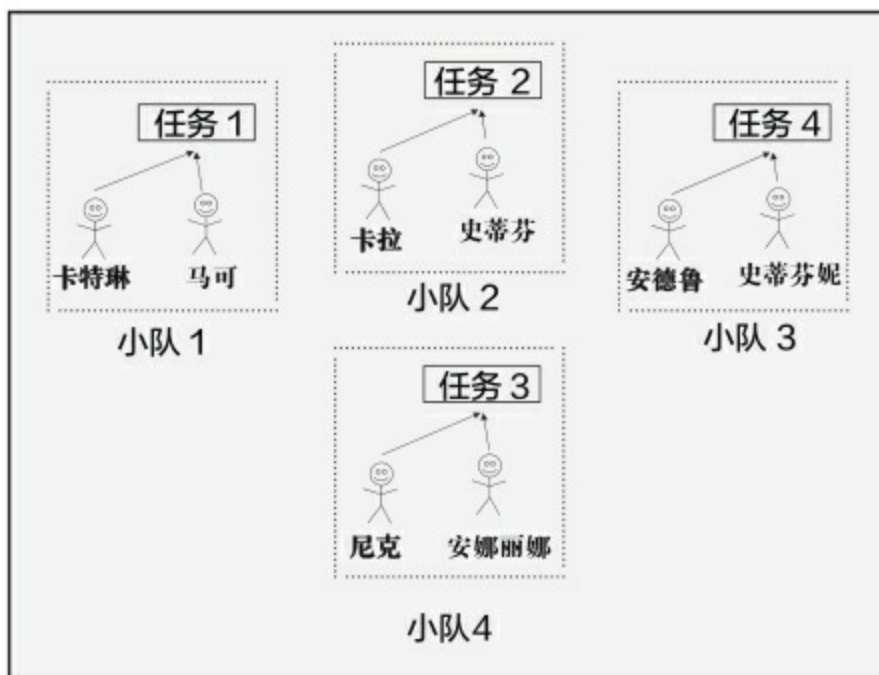 任务 1
卡特琳
马可
小队 1
任务 2
卡拉
史蒂芬
小队 2
任务 4
安德鲁
史蒂芬妮
小队 3
任务 3
尼克
安娜丽娜
小队4